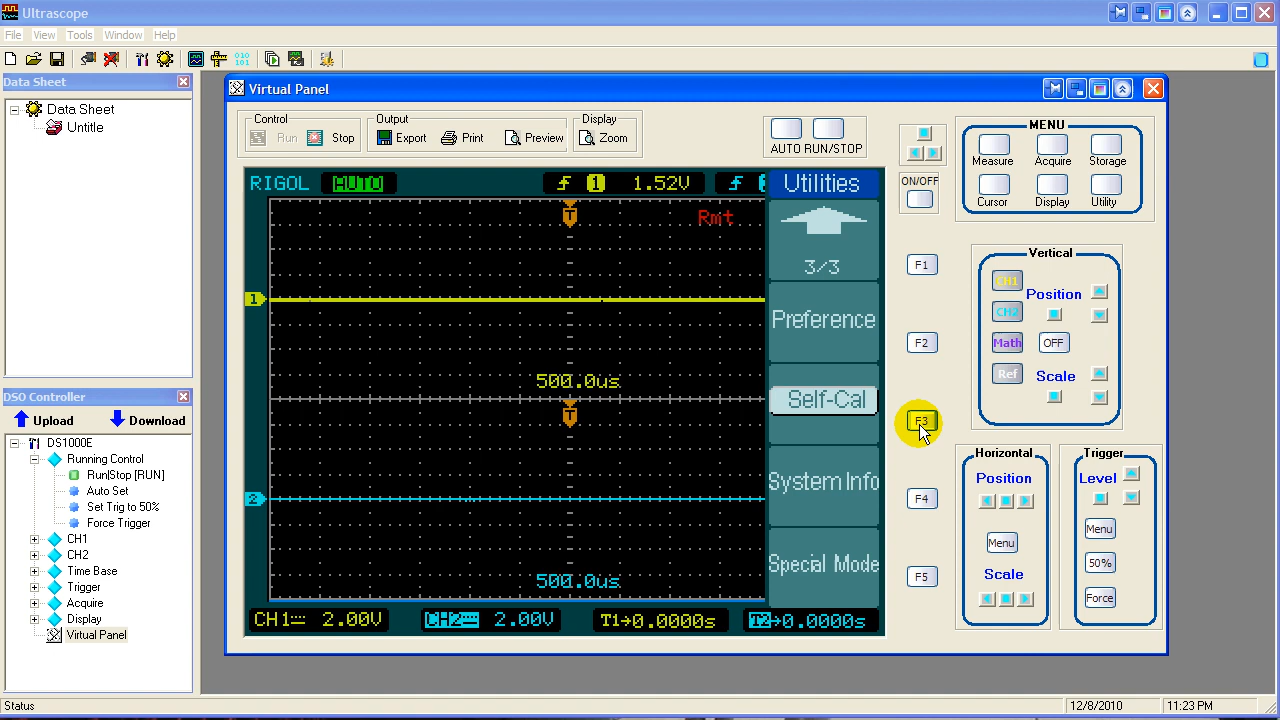 Ultrascope
File View Tools Window Help
Data Sheet
Data Sheet
Untitle
DSO Controller
Upload Download
DS1000E
Running Control
Run|Stop [RUN]
Auto Set
Set Trig to 50%
Force Trigger
CH1
CH2
Time Base
Trigger
Acquire
Display
Virtual Panel
Virtual Panel
Control
Run Stop
Output
Export Print Preview
Display
Zoom
AUTO RUN/STOP
ON/OFF
MENU
Measure Acquire Storage
Cursor Display Utility
RIGOL AUTO 1 1.52V
T
Rmt
1
500.0us
T
2
500.0us
CH1 2.00V CH2 2.00V T1→0.0000s T2→0.0000s
Utilities
3/3
Preference
Self-Cal
System Info
Special Mode
F1
F2
F3
F4
F5
Vertical
CH1
CH2
Math
Ref
Position
OFF
Scale
Horizontal
Position
Menu
Scale
Trigger
Level
Menu
50%
Force
Status 12/8/2010 11:23 PM